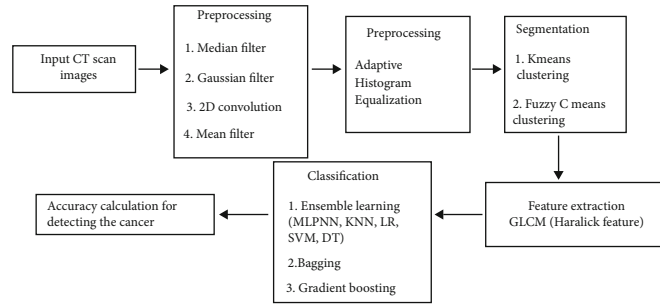 Input CT scan
images
Preprocessing
1. Median filter
2. Gaussian filter
3. 2D convolution
4. Mean filter
Preprocessing
Adaptive
Histogram
Equalization
Segmentation
1. Kmeans
clustering
2. Fuzzy C means
clustering
Feature extraction
GLCM (Haralick feature)
Classification
1. Ensemble learning
(MLPNN, KNN, LR,
SVM, DT)
2.Bagging
3. Gradient boosting
Accuracy calculation for
detecting the cancer